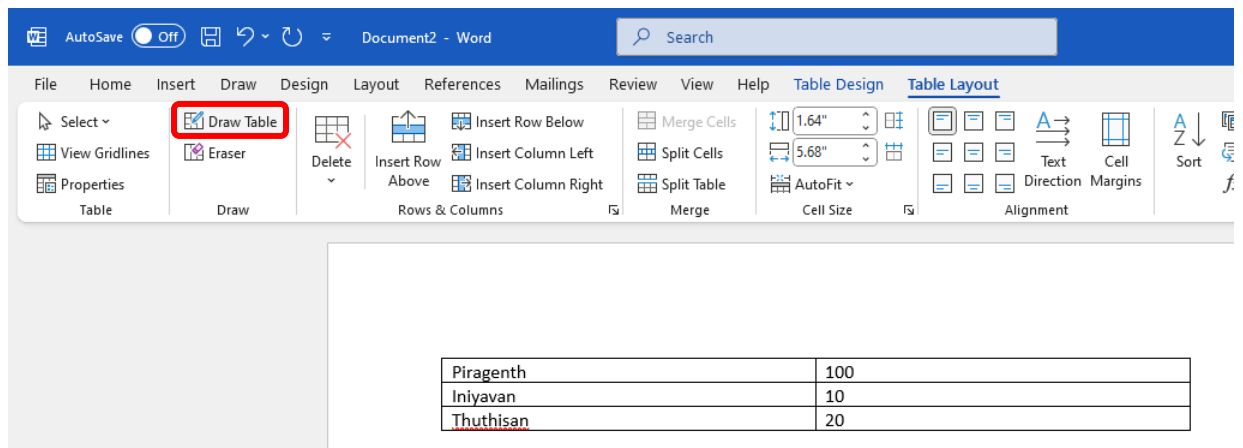 AutoSave Off Document2 - Word Search
File Home Insert Draw Design Layout References Mailings Review View Help Table Design Table Layout
Select
View Gridlines
Properties
Table
Draw Table
Eraser
Draw
Delete
Insert Row
Above
Insert Row Below
Insert Column Left
Insert Column Right
Rows & Columns
Merge Cells
Split Cells
Split Table
Merge
1.64"
5.68"
AutoFit
Cell Size
A
Text
Direction
Cell
Margins
Alignment
A
Z
Sort
Piragenth 100
Iniyavan 10
Thuthisan 20